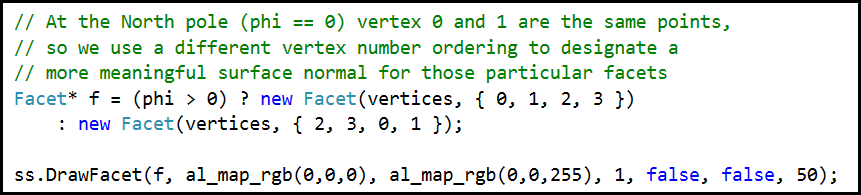 // At the North pole (phi == 0) vertex 0 and 1 are the same points,
// so we use a different vertex number ordering to designate a
// more meaningful surface normal for those particular facets
Facet* f = (phi > 0) ? new Facet(vertices, { 0, 1, 2, 3 })
    : new Facet(vertices, { 2, 3, 0, 1 });

ss.DrawFacet(f, al_map_rgb(0,0,0), al_map_rgb(0,0,255), 1, false, false, 50);